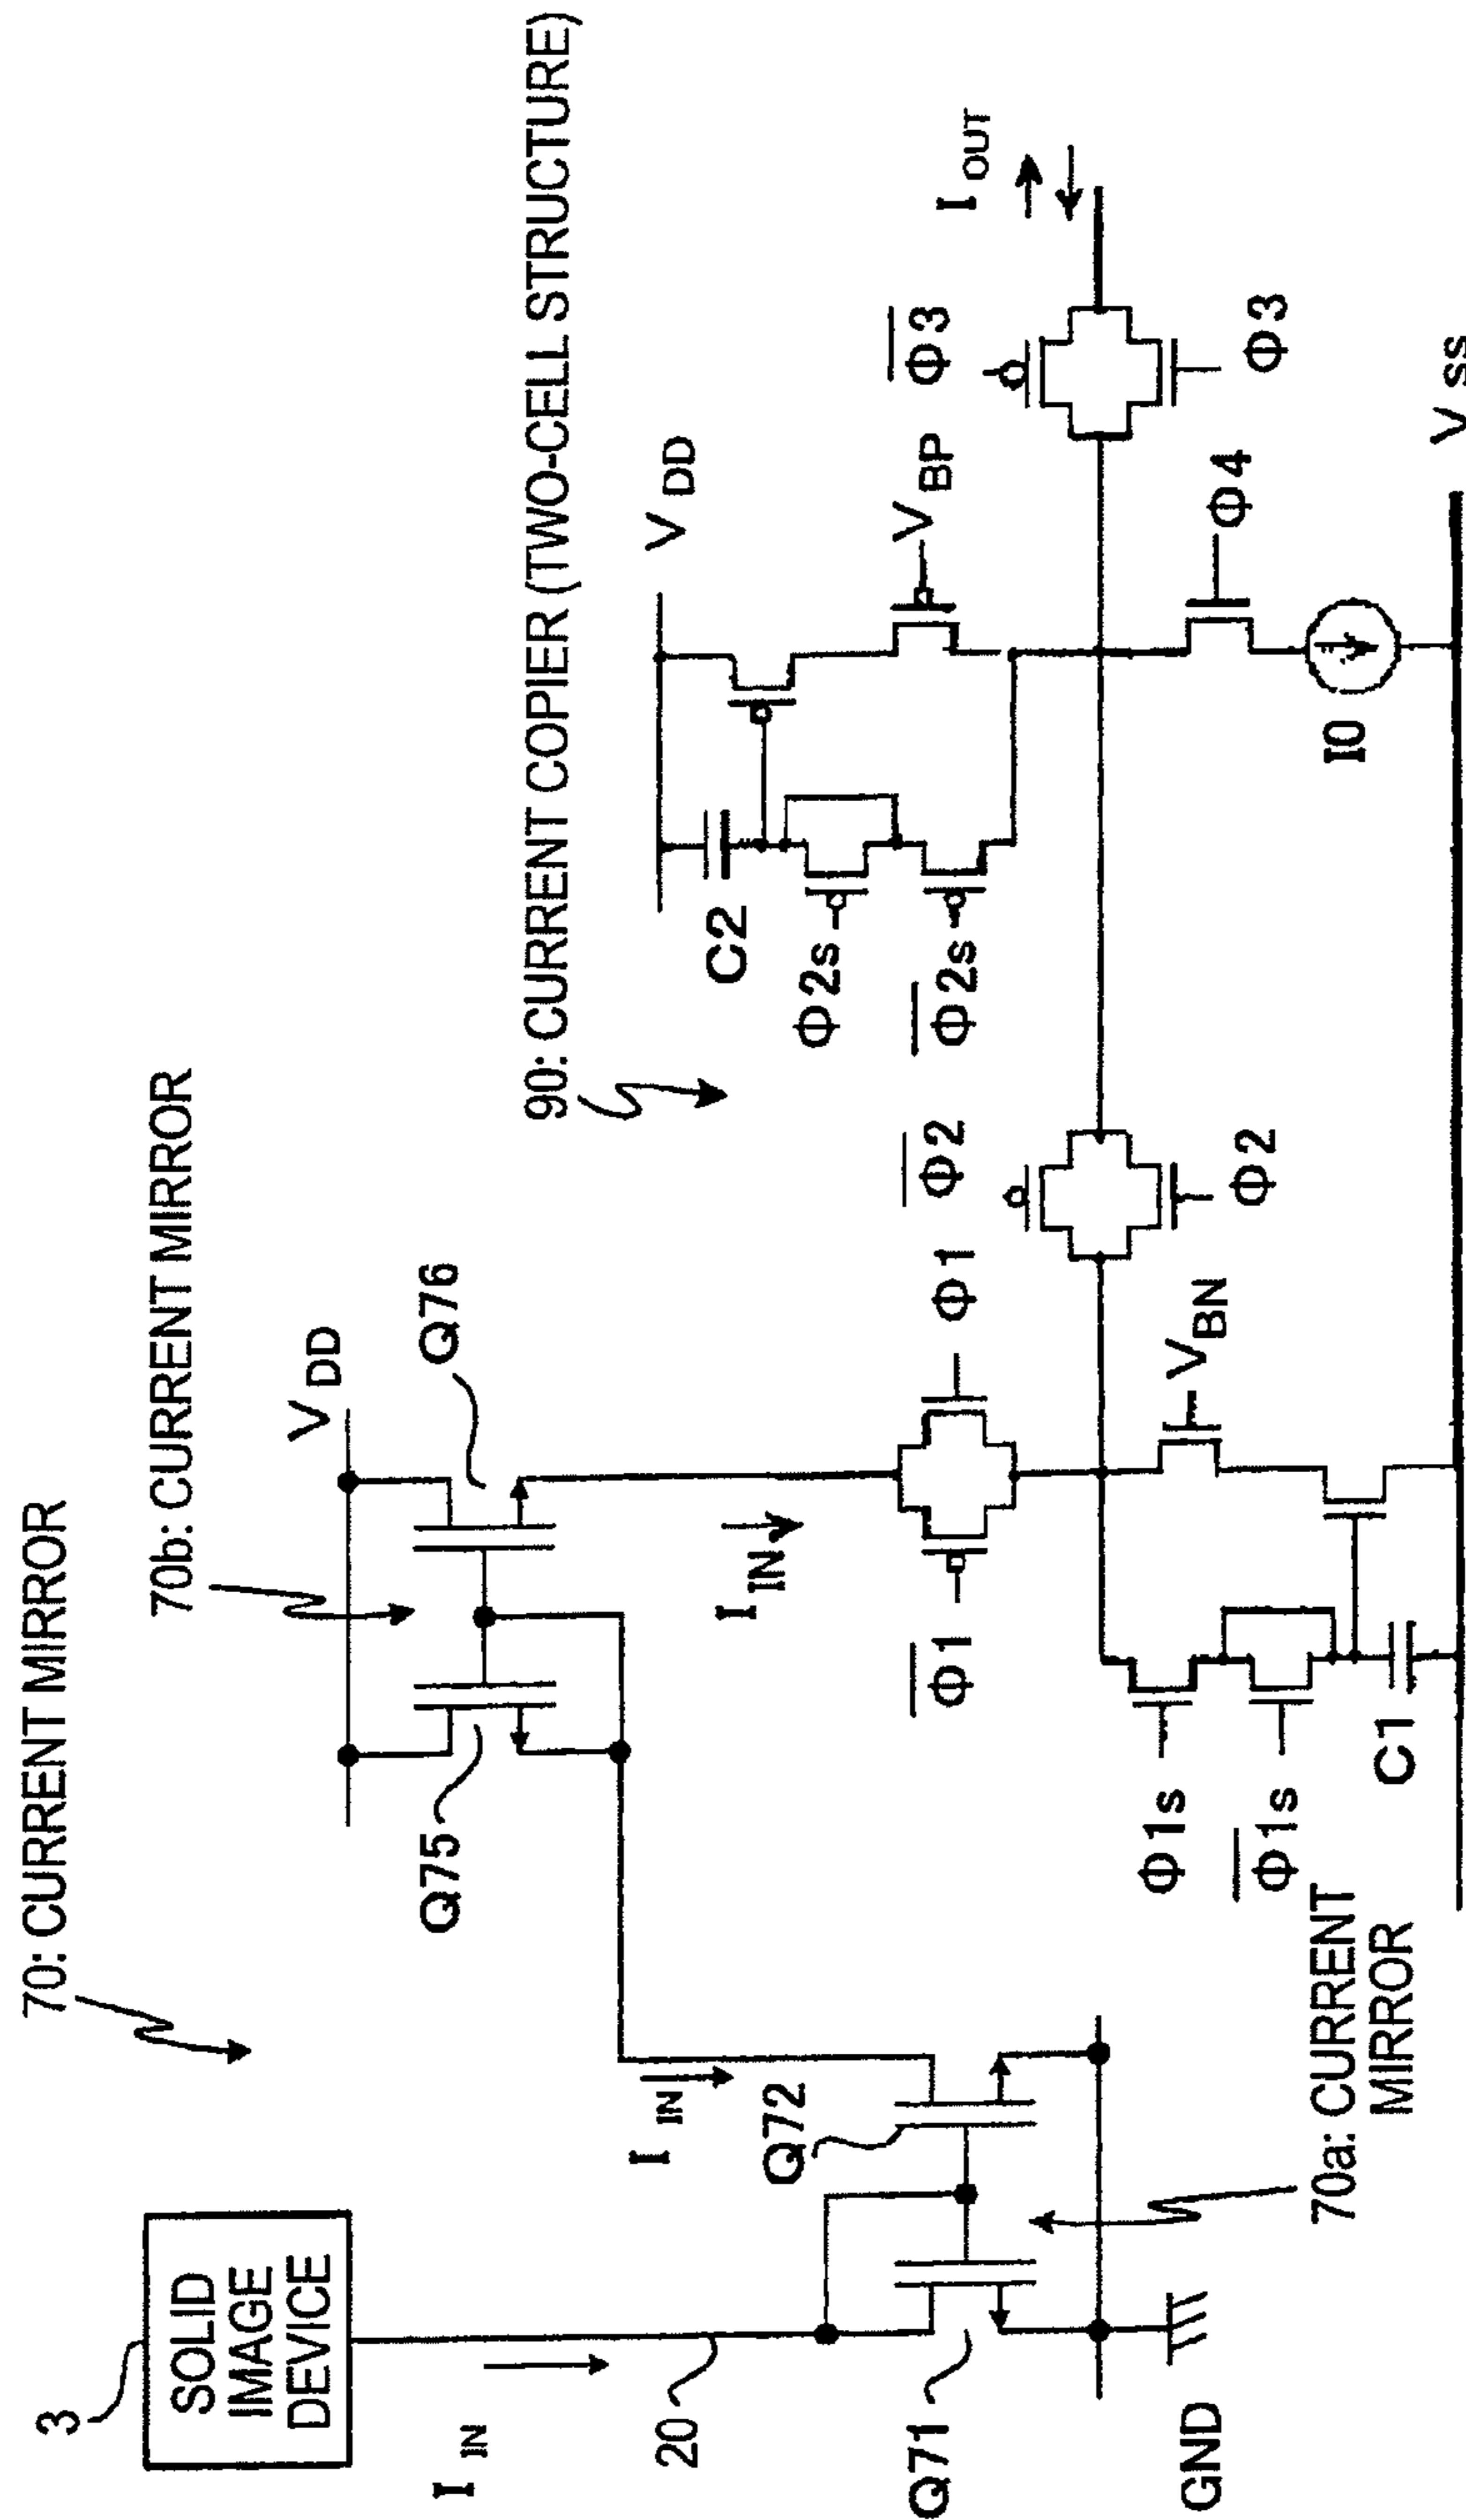 70: CURRENT MIRROR
70b: CURRENT MIRROR
3
SOLID
IMAGE
DEVICE
V DD
Q75
Q76
I IN
20
I IN
Q72
Q71
GND
70a: CURRENT
MIRROR
I IN
Φ1
Φ1
Φ2
Φ2
V BN
Φ1s
Φ1s
C1
90: CURRENT COPIER (TWO-CELL STRUCTURE)
V DD
C2
Φ2s
Φ2s
V BP
Φ3
Φ3
Φ4
I OUT
I0
V SS